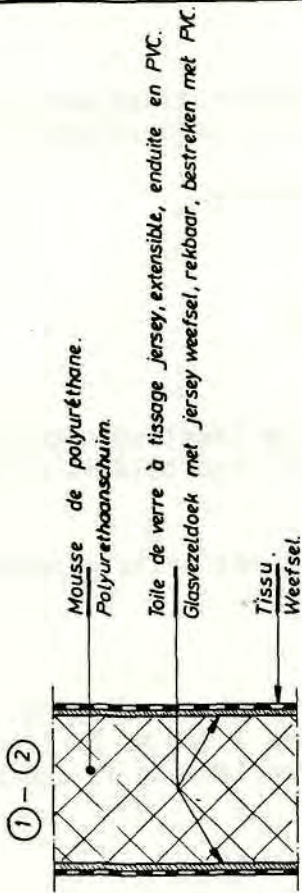 ① - ②
Mousse de polyuréthane.
Polyurethaanschuim.
Toile de verre à tissage jersey, extensible, enduite en PVC.
Glasvezeldoek met jersey weefsel, rekbaar, bestreken met PVC.
Tissu.
Weefsel.